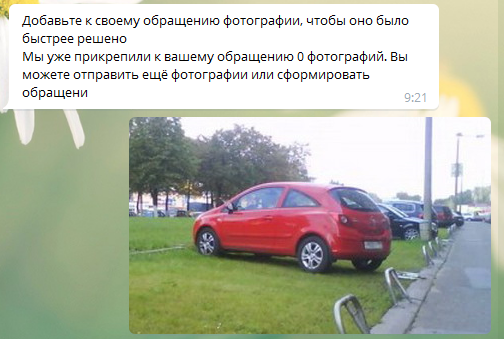 Добавьте к своему обращению фотографии, чтобы оно было
быстрее решено
Мы уже прикрепили к вашему обращению 0 фотографий. Вы
можете отправить ещё фотографии или сформировать
обращени
9:21